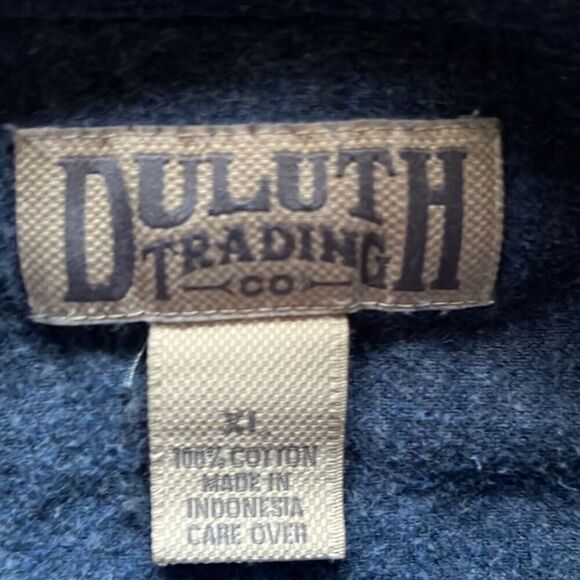 DULUTH
TRADING
CO
XL
100% COTTON
MADE IN
INDONESIA
CARE OVER